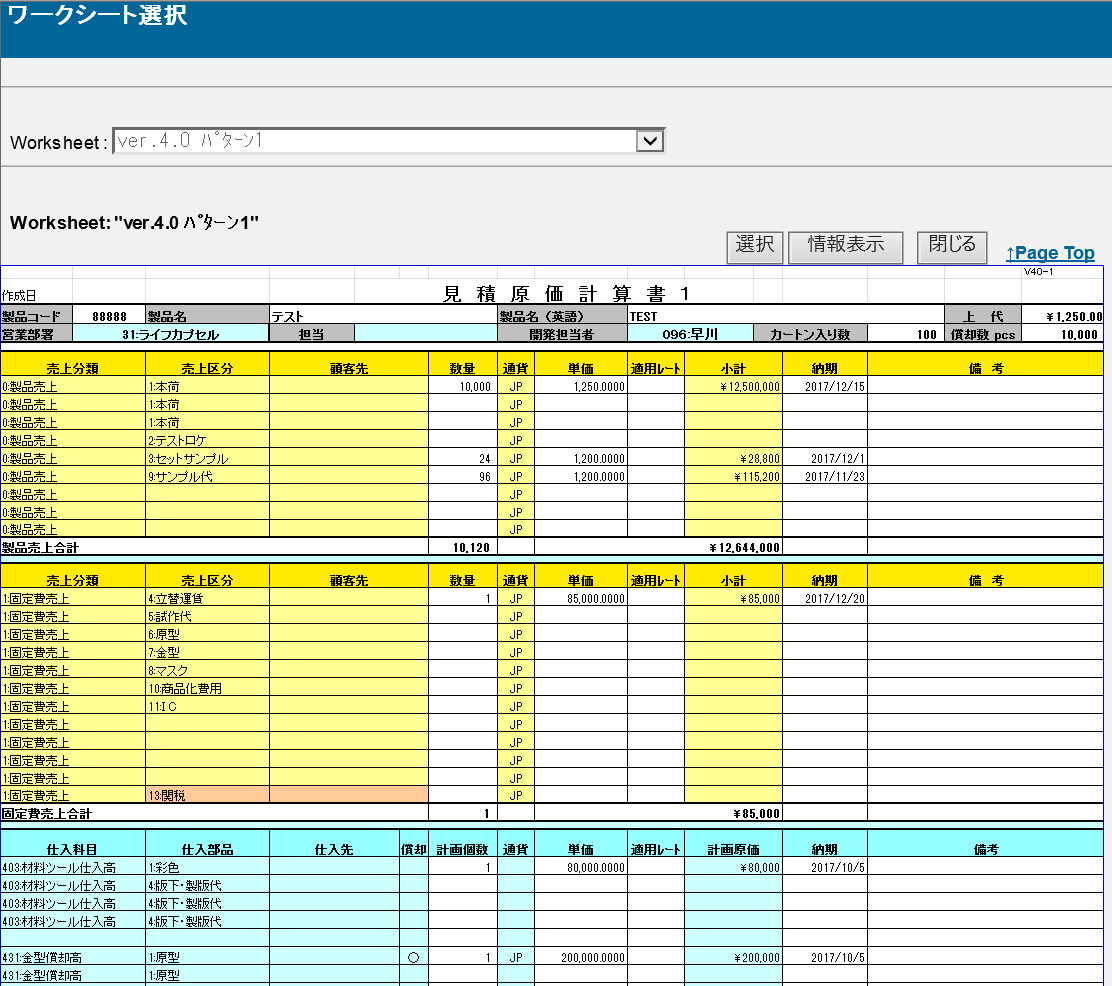 ワークシート選択
Worksheet : ver.4.0 ﾊﾟﾀｰﾝ1
Worksheet: "ver.4.0 ﾊﾟﾀｰﾝ1"
選択 情報表示 閉じる ↑Page Top
V40-1
作成日 見 積 原 価 計 算 書 1
製品コード 88888 製品名 テスト 製品名（英語） TEST 上 代 ¥1,250.00
営業部署 31:ライフカプセル 担当 開発担当者 096:早川 カートン入り数 100 償却数 pcs 10,000
売上分類 売上区分 顧客先 数量 通貨 単価 適用レート 小計 納期 備 考
0:製品売上 1:本荷 10,000 JP 1,250.0000 ¥12,500,000 2017/12/15
0:製品売上 1:本荷 JP
0:製品売上 1:本荷 JP
0:製品売上 2:テストロケ JP
0:製品売上 3:セットサンプル 24 JP 1,200.0000 ¥28,800 2017/12/1
0:製品売上 9:サンプル代 96 JP 1,200.0000 ¥115,200 2017/11/23
0:製品売上 JP
0:製品売上 JP
0:製品売上 JP
製品売上合計 10,120 ¥12,644,000
売上分類 売上区分 顧客先 数量 通貨 単価 適用レート 小計 納期 備 考
1:固定費売上 4:立替運賃 1 JP 85,000.0000 ¥85,000 2017/12/20
1:固定費売上 5:試作代 JP
1:固定費売上 6:原型 JP
1:固定費売上 7:金型 JP
1:固定費売上 8:マスク JP
1:固定費売上 10:商品化費用 JP
1:固定費売上 11:ＩＣ JP
1:固定費売上 JP
1:固定費売上 JP
1:固定費売上 JP
1:固定費売上 JP
1:固定費売上 13:関税 JP
固定費売上合計 1 ¥85,000
仕入科目 仕入部品 仕入先 償却 計画個数 通貨 単価 適用レート 計画原価 納期 備考
403:材料ツール仕入高 1:彩色 1 80,000.0000 ¥80,000 2017/10/5
403:材料ツール仕入高 4:版下・製版代
403:材料ツール仕入高 4:版下・製版代
403:材料ツール仕入高 4:版下・製版代
431:金型償却高 1:原型 ○ 1 JP 200,000.0000 ¥200,000 2017/10/5
431:金型償却高 1:原型